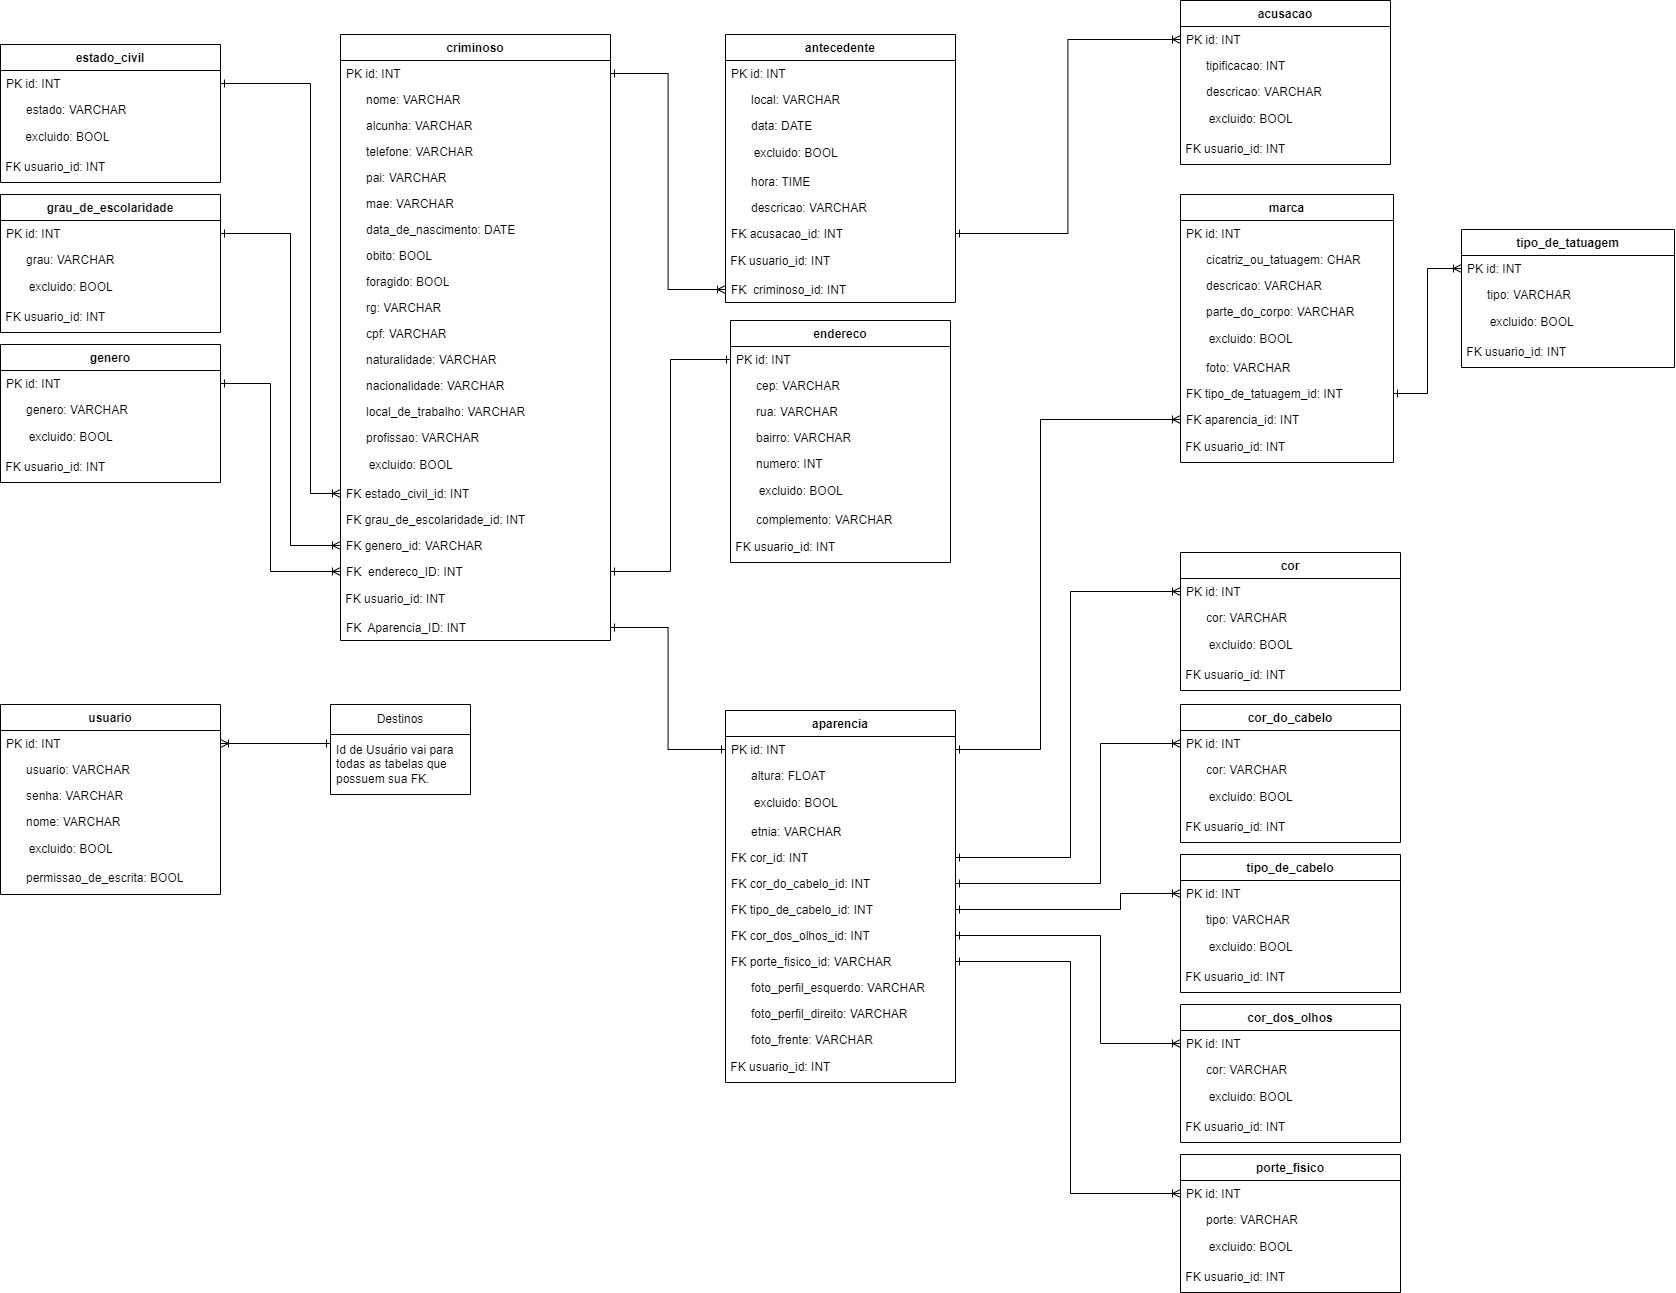 estado_civil
PK id: INT
estado: VARCHAR
excluido: BOOL
FK usuario_id: INT
grau_de_escolaridade
PK id: INT
grau: VARCHAR
excluido: BOOL
FK usuario_id: INT
genero
PK id: INT
genero: VARCHAR
excluido: BOOL
FK usuario_id: INT
criminoso
PK id: INT
nome: VARCHAR
alcunha: VARCHAR
telefone: VARCHAR
pai: VARCHAR
mae: VARCHAR
data_de_nascimento: DATE
obito: BOOL
foragido: BOOL
rg: VARCHAR
cpf: VARCHAR
naturalidade: VARCHAR
nacionalidade: VARCHAR
local_de_trabalho: VARCHAR
profissao: VARCHAR
excluido: BOOL
FK estado_civil_id: INT
FK grau_de_escolaridade_id: INT
FK genero_id: VARCHAR
FK endereco_ID: INT
FK usuario_id: INT
FK Aparencia_ID: INT
antecedente
PK id: INT
local: VARCHAR
data: DATE
excluido: BOOL
hora: TIME
descricao: VARCHAR
FK acusacao_id: INT
FK usuario_id: INT
FK criminoso_id: INT
endereco
PK id: INT
cep: VARCHAR
rua: VARCHAR
bairro: VARCHAR
numero: INT
excluido: BOOL
complemento: VARCHAR
FK usuario_id: INT
acusacao
PK id: INT
tipificacao: INT
descricao: VARCHAR
excluido: BOOL
FK usuario_id: INT
marca
PK id: INT
cicatriz_ou_tatuagem: CHAR
descricao: VARCHAR
parte_do_corpo: VARCHAR
excluido: BOOL
foto: VARCHAR
FK tipo_de_tatuagem_id: INT
FK aparencia_id: INT
FK usuario_id: INT
tipo_de_tatuagem
PK id: INT
tipo: VARCHAR
excluido: BOOL
FK usuario_id: INT
usuario
PK id: INT
usuario: VARCHAR
senha: VARCHAR
nome: VARCHAR
excluido: BOOL
permissao_de_escrita: BOOL
Destinos
Id de Usuário vai para
todas as tabelas que
possuem sua FK.
aparencia
PK id: INT
altura: FLOAT
excluido: BOOL
etnia: VARCHAR
FK cor_id: INT
FK cor_do_cabelo_id: INT
FK tipo_de_cabelo_id: INT
FK cor_dos_olhos_id: INT
FK porte_fisico_id: VARCHAR
foto_perfil_esquerdo: VARCHAR
foto_perfil_direito: VARCHAR
foto_frente: VARCHAR
FK usuario_id: INT
cor
PK id: INT
cor: VARCHAR
excluido: BOOL
FK usuario_id: INT
cor_do_cabelo
PK id: INT
cor: VARCHAR
excluido: BOOL
FK usuario_id: INT
tipo_de_cabelo
PK id: INT
tipo: VARCHAR
excluido: BOOL
FK usuario_id: INT
cor_dos_olhos
PK id: INT
cor: VARCHAR
excluido: BOOL
FK usuario_id: INT
porte_fisico
PK id: INT
porte: VARCHAR
excluido: BOOL
FK usuario_id: INT